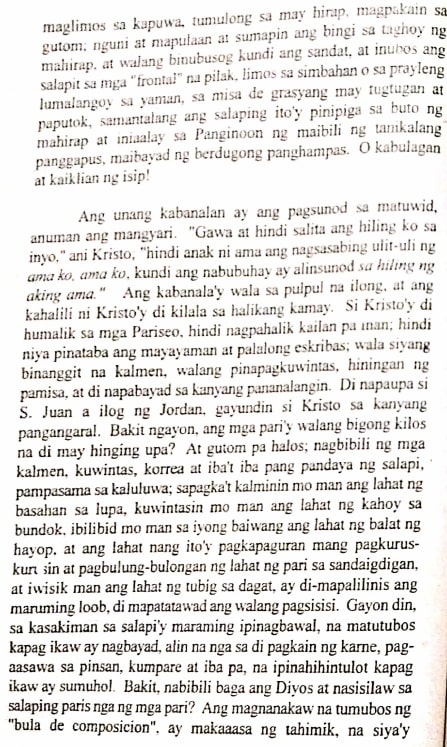 maglimos sa kapuwa, tumulong sa may hirap, magpakain sa
gutom; nguni at mapulaan at sumapin ang bingi sa taghoy ng
mahirap, at walang binubusog kundi ang sandat, at inubos ang
salapit sa mga "frontal" na pilak, limos sa simbahan o sa prayleng
lumalangoy sa yaman, sa misa de grasyang may tugtugan at
paputok, samantalang ang salaping ito'y pinipiga sa buto ng
mahirap at iniaalay sa Panginoon ng maibili ng tanikalang
panggapus, maibayad ng berdugong panghampas. O kabulagan
at kaiklian ng isip!
Ang unang kabanalan ay ang pagsunod sa matuwid,
anuman ang mangyari. "Gawa at hindi salita ang hiling ko sa
inyo," ani Kristo, "hindi anak ni ama ang nagsasabing ulit-uli ng
ama ko, ama ko, kundi ang nabubuhay ay alinsunod sa hiling ng
aking ama." Ang kabanala'y wala sa pulpul na ilong, at ang
kahalili ni Kristo'y di kilala sa halikang kamay. Si Kristo'y di
humalik sa mga Pariseo, hindi nagpahalik kailan pa man; hindi
niya pinataba ang mayayaman at palalong eskribas; wala siyang
binanggit na kalmen, walang pinapagkuwintas, hiningan ng
pamisa, at di napabayad sa kanyang pananalangin. Di napaupa si
S. Juan a ilog ng Jordan, gayundin si Kristo sa kanyang
pangangaral. Bakit ngayon, ang mga pari'y walang bigong kilos
na di may hinging upa? At gutom pa halos; nagbibili ng mga
kalmen, kuwintas, korrea at iba't iba pang pandaya ng salapi,
pampasama sa kaluluwa; sapagka't kalminin mo man ang lahat ng
basahan sa lupa, kuwintasin mo man ang lahat ng kahoy sa
bundok, ibilibid mo man sa iyong baiwang ang lahat ng balat ng
hayop, at ang lahat nang ito'y pagkapaguran mang pagkurus-
kurt sin at pagbulung-bulongan ng lahat ng pari sa sandaigdigan,
at iwisik man ang lahat ng tubig sa dagat, ay di-mapalilinis ang
maruming loob, di mapatatawad ang walang pagsisisi. Gayon din,
sa kasakiman sa salapi'y maraming ipinagbawal, na matutubos
kapag ikaw ay nagbayad, alin na nga sa di pagkain ng karne, pag-
aasawa sa pinsan, kumpare at iba pa, na ipinahihintulot kapag
ikaw ay sumuhol. Bakit, nabibili baga ang Diyos at nasisilaw sa
salaping paris nga ng mga pari? Ang magnanakaw na tumubos ng
"bula de composicion", ay makaaasa ng tahimik, na siya'y